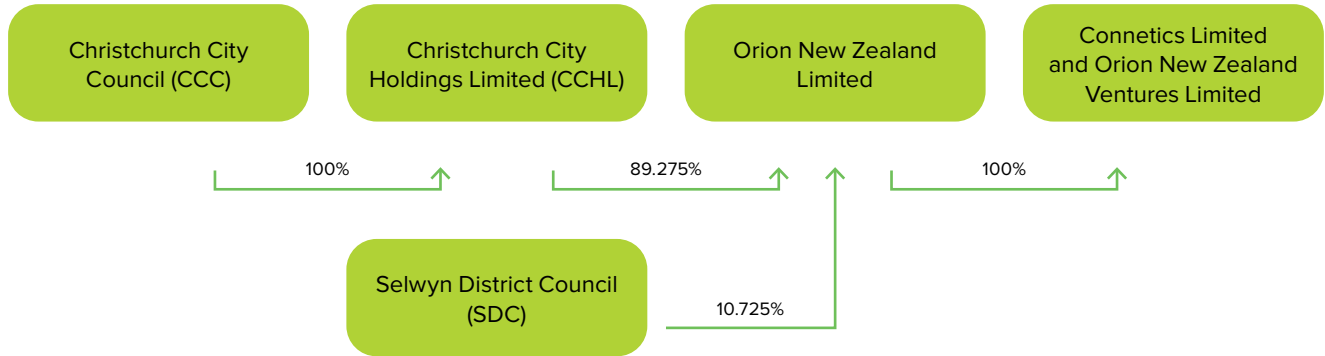 Christchurch City
Council (CCC)
Christchurch City
Holdings Limited (CCHL)
Orion New Zealand
Limited
Connetics Limited
and Orion New Zealand
Ventures Limited
100%
89.275%
100%
Selwyn District Council
(SDC)
10.725%